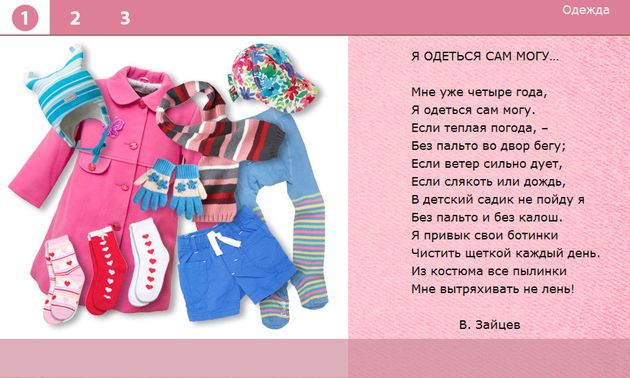 1 2 3 Одежда
Я ОДЕТЬСЯ САМ МОГУ...
Мне уже четыре года,
Я одеться сам могу.
Если теплая погода, –
Без пальто во двор бегу;
Если ветер сильно дует,
Если слякоть или дождь,
В детский садик не пойду я
Без пальто и без калош.
Я привык свои ботинки
Чистить щеткой каждый день.
Из костюма все пылинки
Мне вытряхивать не лень!
В. Зайцев